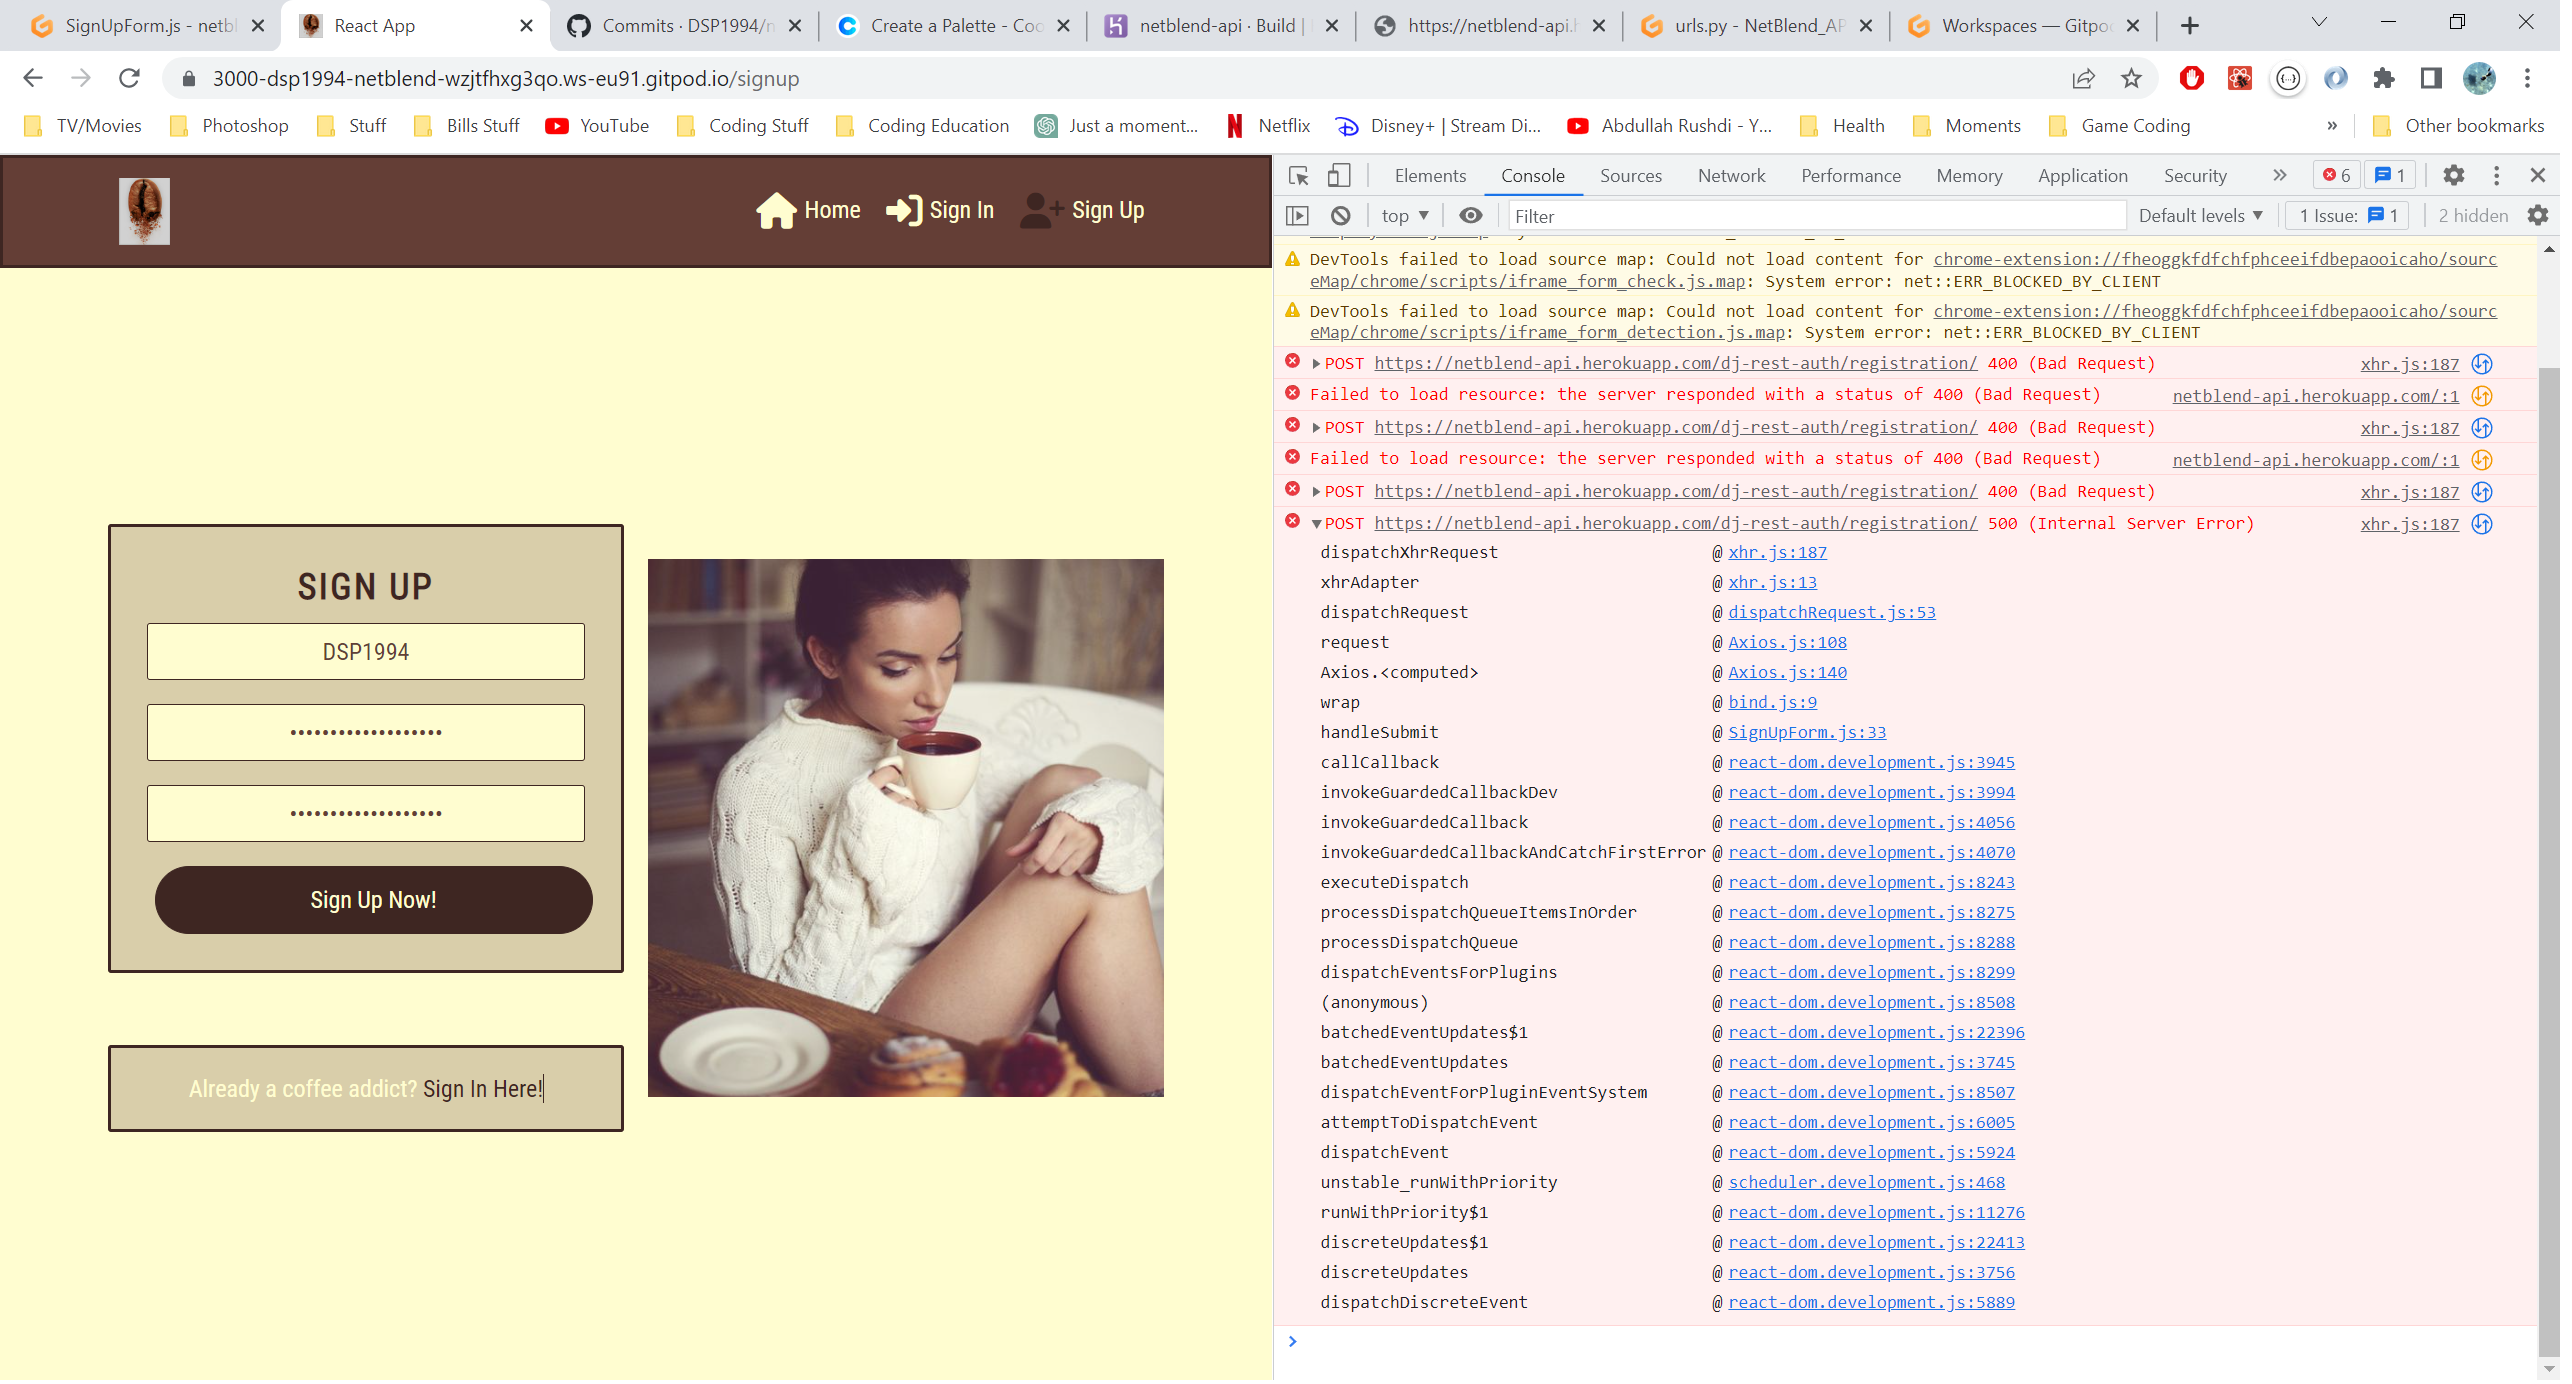 SignUpForm.js - netbl
React App
Commits · DSP1994/n
Create a Palette - Coo
netblend-api · Build |
https://netblend-api.h
urls.py - NetBlend_AP
Workspaces — Gitpod
3000-dsp1994-netblend-wzjtfhxg3qo.ws-eu91.gitpod.io/signup
TV/Movies
Photoshop
Stuff
Bills Stuff
YouTube
Coding Stuff
Coding Education
Just a moment...
Netflix
Disney+ | Stream Di...
Abdullah Rushdi - Y...
Health
Moments
Game Coding
»
Other bookmarks
Home
Sign In
Sign Up
SIGN UP
DSP1994
•••••••••••••••••••
•••••••••••••••••••
Sign Up Now!
Already a coffee addict? Sign In Here!
Elements
Console
Sources
Network
Performance
Memory
Application
Security
»
6
1
top
Filter
Default levels
1 Issue: 1
2 hidden
DevTools failed to load source map: Could not load content for chrome-extension://fheoggkfdfchfphceeifdbepaooicaho/sourc
eMap/chrome/scripts/iframe_form_check.js.map: System error: net::ERR_BLOCKED_BY_CLIENT
DevTools failed to load source map: Could not load content for chrome-extension://fheoggkfdfchfphceeifdbepaooicaho/sourc
eMap/chrome/scripts/iframe_form_detection.js.map: System error: net::ERR_BLOCKED_BY_CLIENT
POST https://netblend-api.herokuapp.com/dj-rest-auth/registration/ 400 (Bad Request) xhr.js:187
Failed to load resource: the server responded with a status of 400 (Bad Request) netblend-api.herokuapp.com/:1
POST https://netblend-api.herokuapp.com/dj-rest-auth/registration/ 400 (Bad Request) xhr.js:187
Failed to load resource: the server responded with a status of 400 (Bad Request) netblend-api.herokuapp.com/:1
POST https://netblend-api.herokuapp.com/dj-rest-auth/registration/ 400 (Bad Request) xhr.js:187
POST https://netblend-api.herokuapp.com/dj-rest-auth/registration/ 500 (Internal Server Error) xhr.js:187
dispatchXhrRequest @ xhr.js:187
xhrAdapter @ xhr.js:13
dispatchRequest @ dispatchRequest.js:53
request @ Axios.js:108
Axios.<computed> @ Axios.js:140
wrap @ bind.js:9
handleSubmit @ SignUpForm.js:33
callCallback @ react-dom.development.js:3945
invokeGuardedCallbackDev @ react-dom.development.js:3994
invokeGuardedCallback @ react-dom.development.js:4056
invokeGuardedCallbackAndCatchFirstError @ react-dom.development.js:4070
executeDispatch @ react-dom.development.js:8243
processDispatchQueueItemsInOrder @ react-dom.development.js:8275
processDispatchQueue @ react-dom.development.js:8288
dispatchEventsForPlugins @ react-dom.development.js:8299
(anonymous) @ react-dom.development.js:8508
batchedEventUpdates$1 @ react-dom.development.js:22396
batchedEventUpdates @ react-dom.development.js:3745
dispatchEventForPluginEventSystem @ react-dom.development.js:8507
attemptToDispatchEvent @ react-dom.development.js:6005
dispatchEvent @ react-dom.development.js:5924
unstable_runWithPriority @ scheduler.development.js:468
runWithPriority$1 @ react-dom.development.js:11276
discreteUpdates$1 @ react-dom.development.js:22413
discreteUpdates @ react-dom.development.js:3756
dispatchDiscreteEvent @ react-dom.development.js:5889